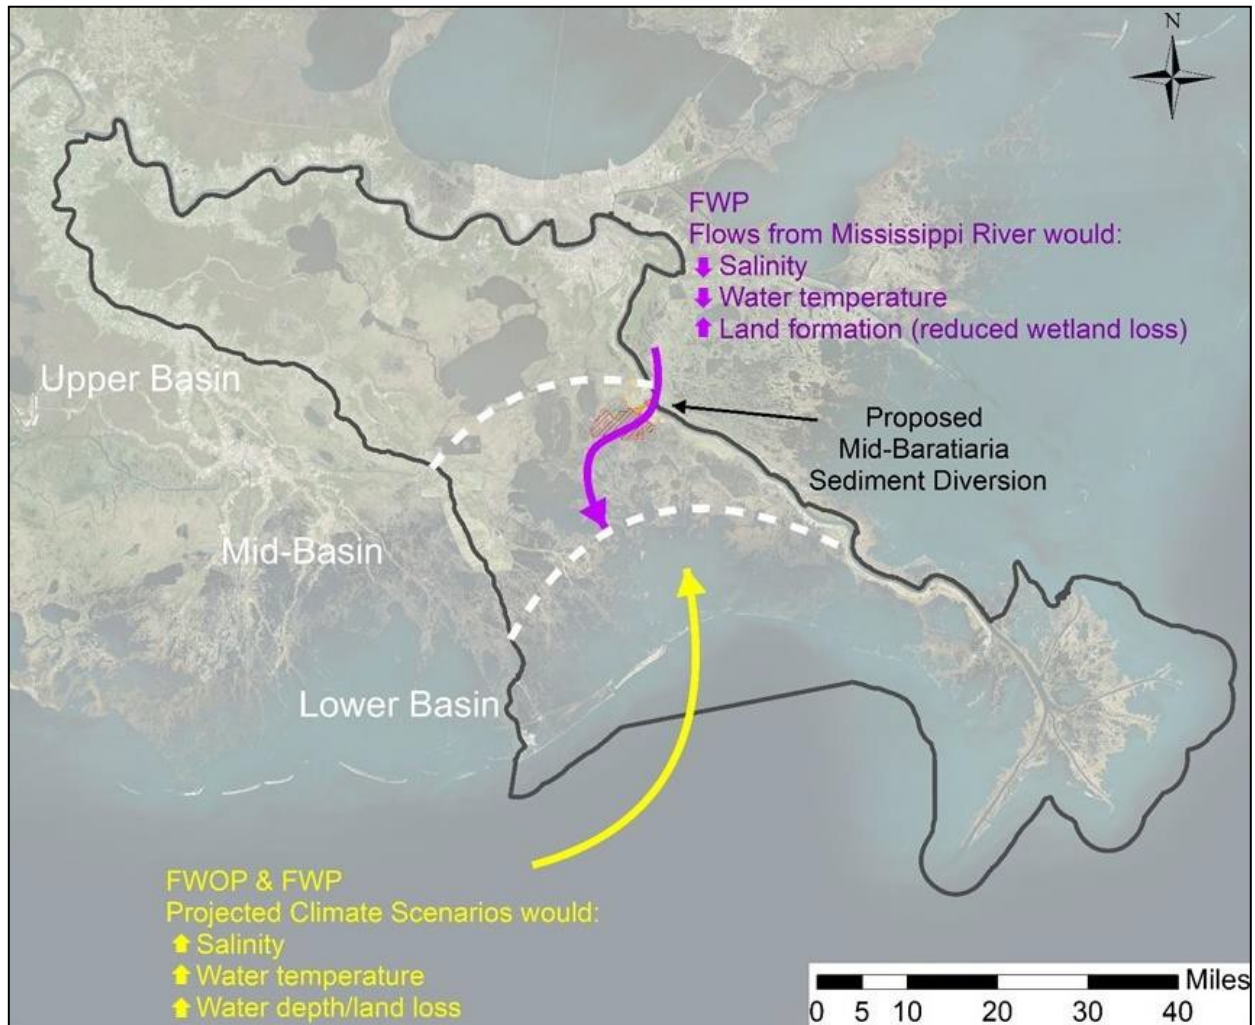 N
FWP
Flows from Mississippi River would:
Salinity
Water temperature
Land formation (reduced wetland loss)
Upper Basin
Proposed
Mid-Baratiaria
Sediment Diversion
Mid-Basin
Lower Basin
FWOP & FWP
Projected Climate Scenarios would:
Salinity
Water temperature
Water depth/land loss
Miles
0 5 10 20 30 40